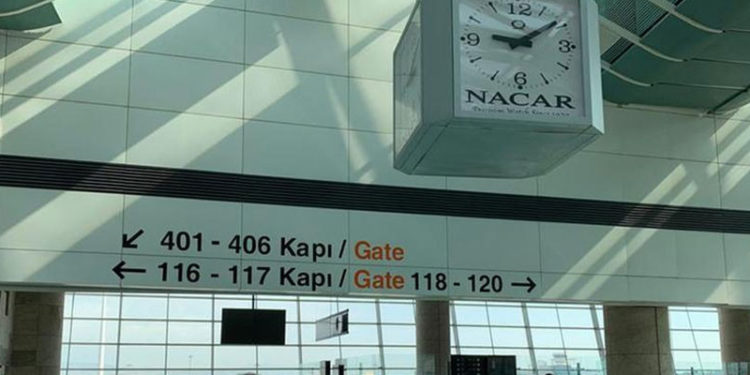 12
9 3
6
NACAR
401 - 406 Kapı / Gate
116 - 117 Kapı / Gate 118 - 120